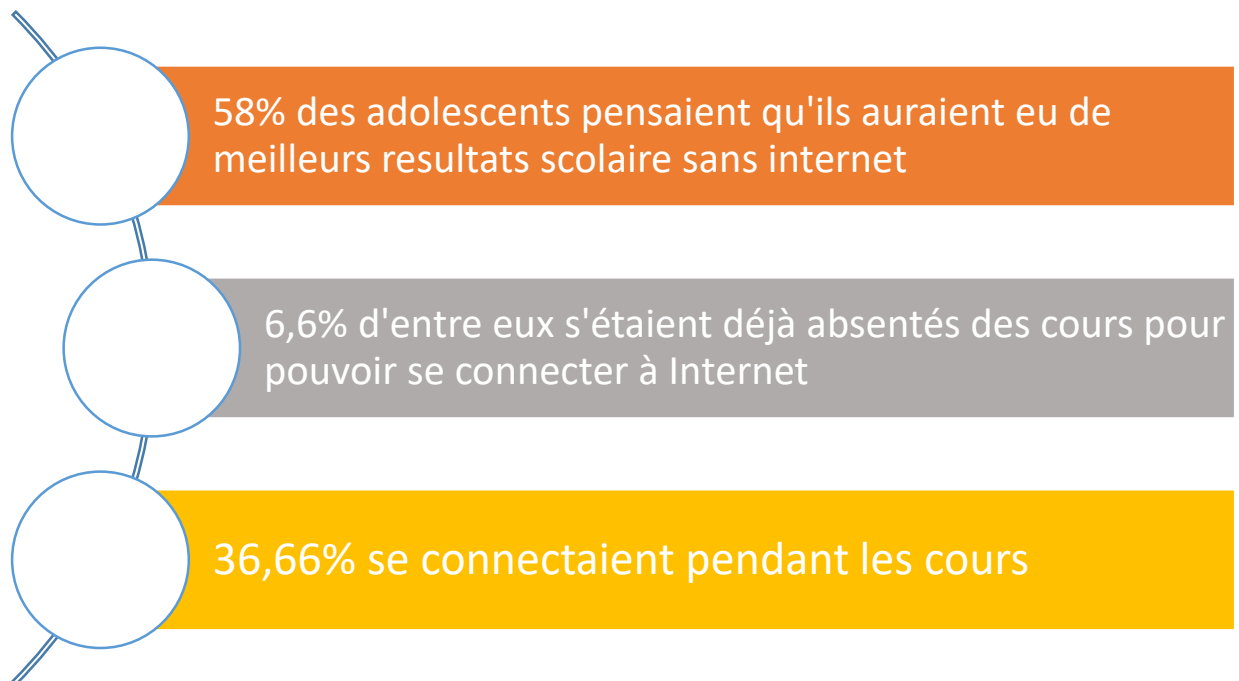 58% des adolescents pensaient qu'ils auraient eu de
meilleurs resultats scolaire sans internet
6,6% d'entre eux s'étaient déjà absentés des cours pour
pouvoir se connecter à Internet
36,66% se connectaient pendant les cours